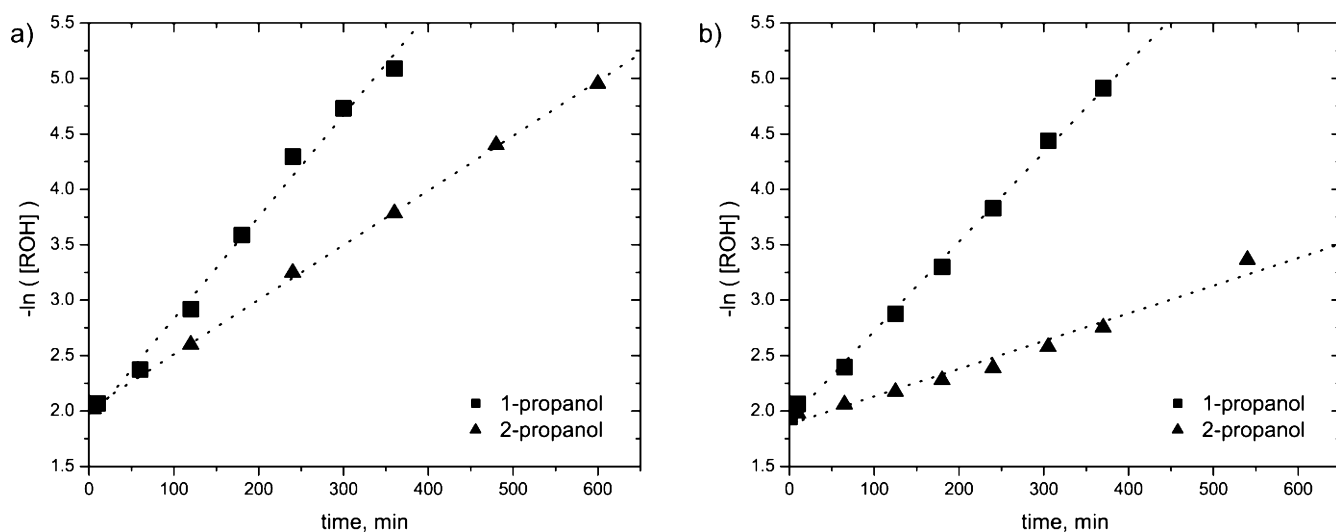 a)
5.5
5.0
4.5
4.0
3.5
3.0
2.5
2.0
1.5
-ln ( [ROH] )
1-propanol
2-propanol
0 100 200 300 400 500 600
time, min
b)
5.5
5.0
4.5
4.0
3.5
3.0
2.5
2.0
1.5
-ln ( [ROH] )
1-propanol
2-propanol
0 100 200 300 400 500 600
time, min